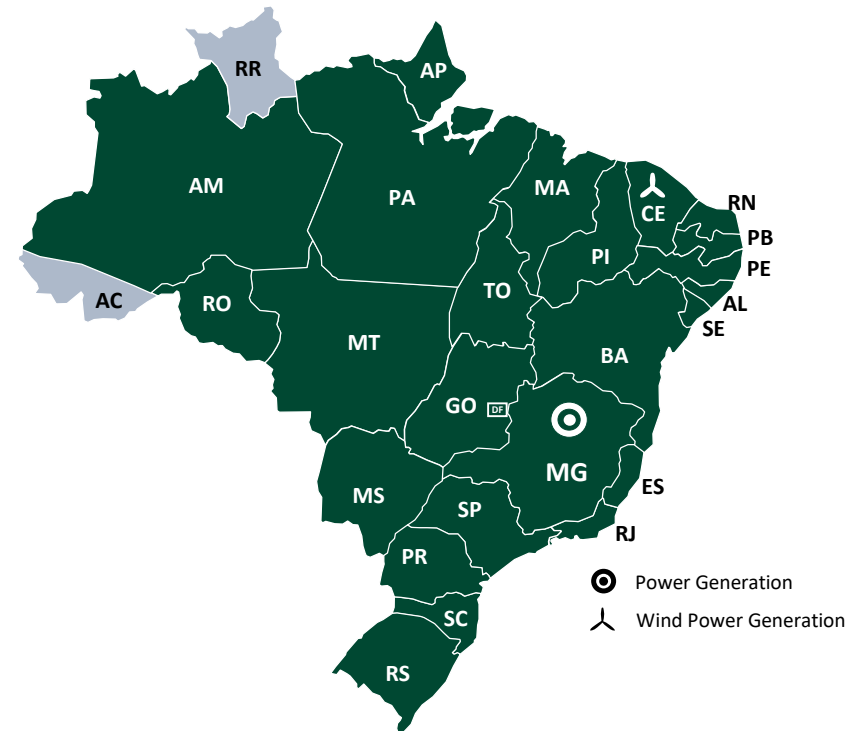 RR
AP
AM
PA
MA
CE
RN
PB
PI
PE
TO
AC
RO
AL
SE
MT
BA
GO
DF
MG
MS
ES
SP
RJ
PR
Power Generation
SC
Wind Power Generation
RS